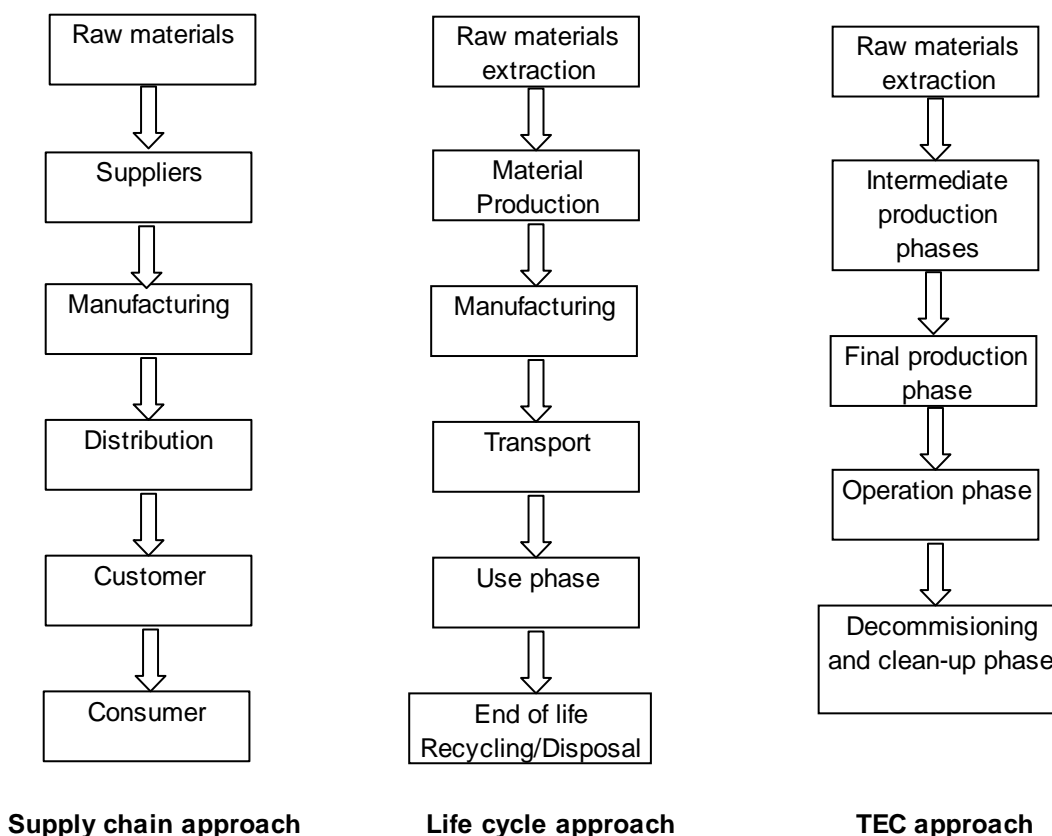 Raw materials
Suppliers
Manufacturing
Distribution
Customer
Consumer
Supply chain approach
Raw materials
extraction
Material
Production
Manufacturing
Transport
Use phase
End of life
Recycling/Disposal
Life cycle approach
Raw materials
extraction
Intermediate
production
phases
Final production
phase
Operation phase
Decommisioning
and clean-up phase
TEC approach